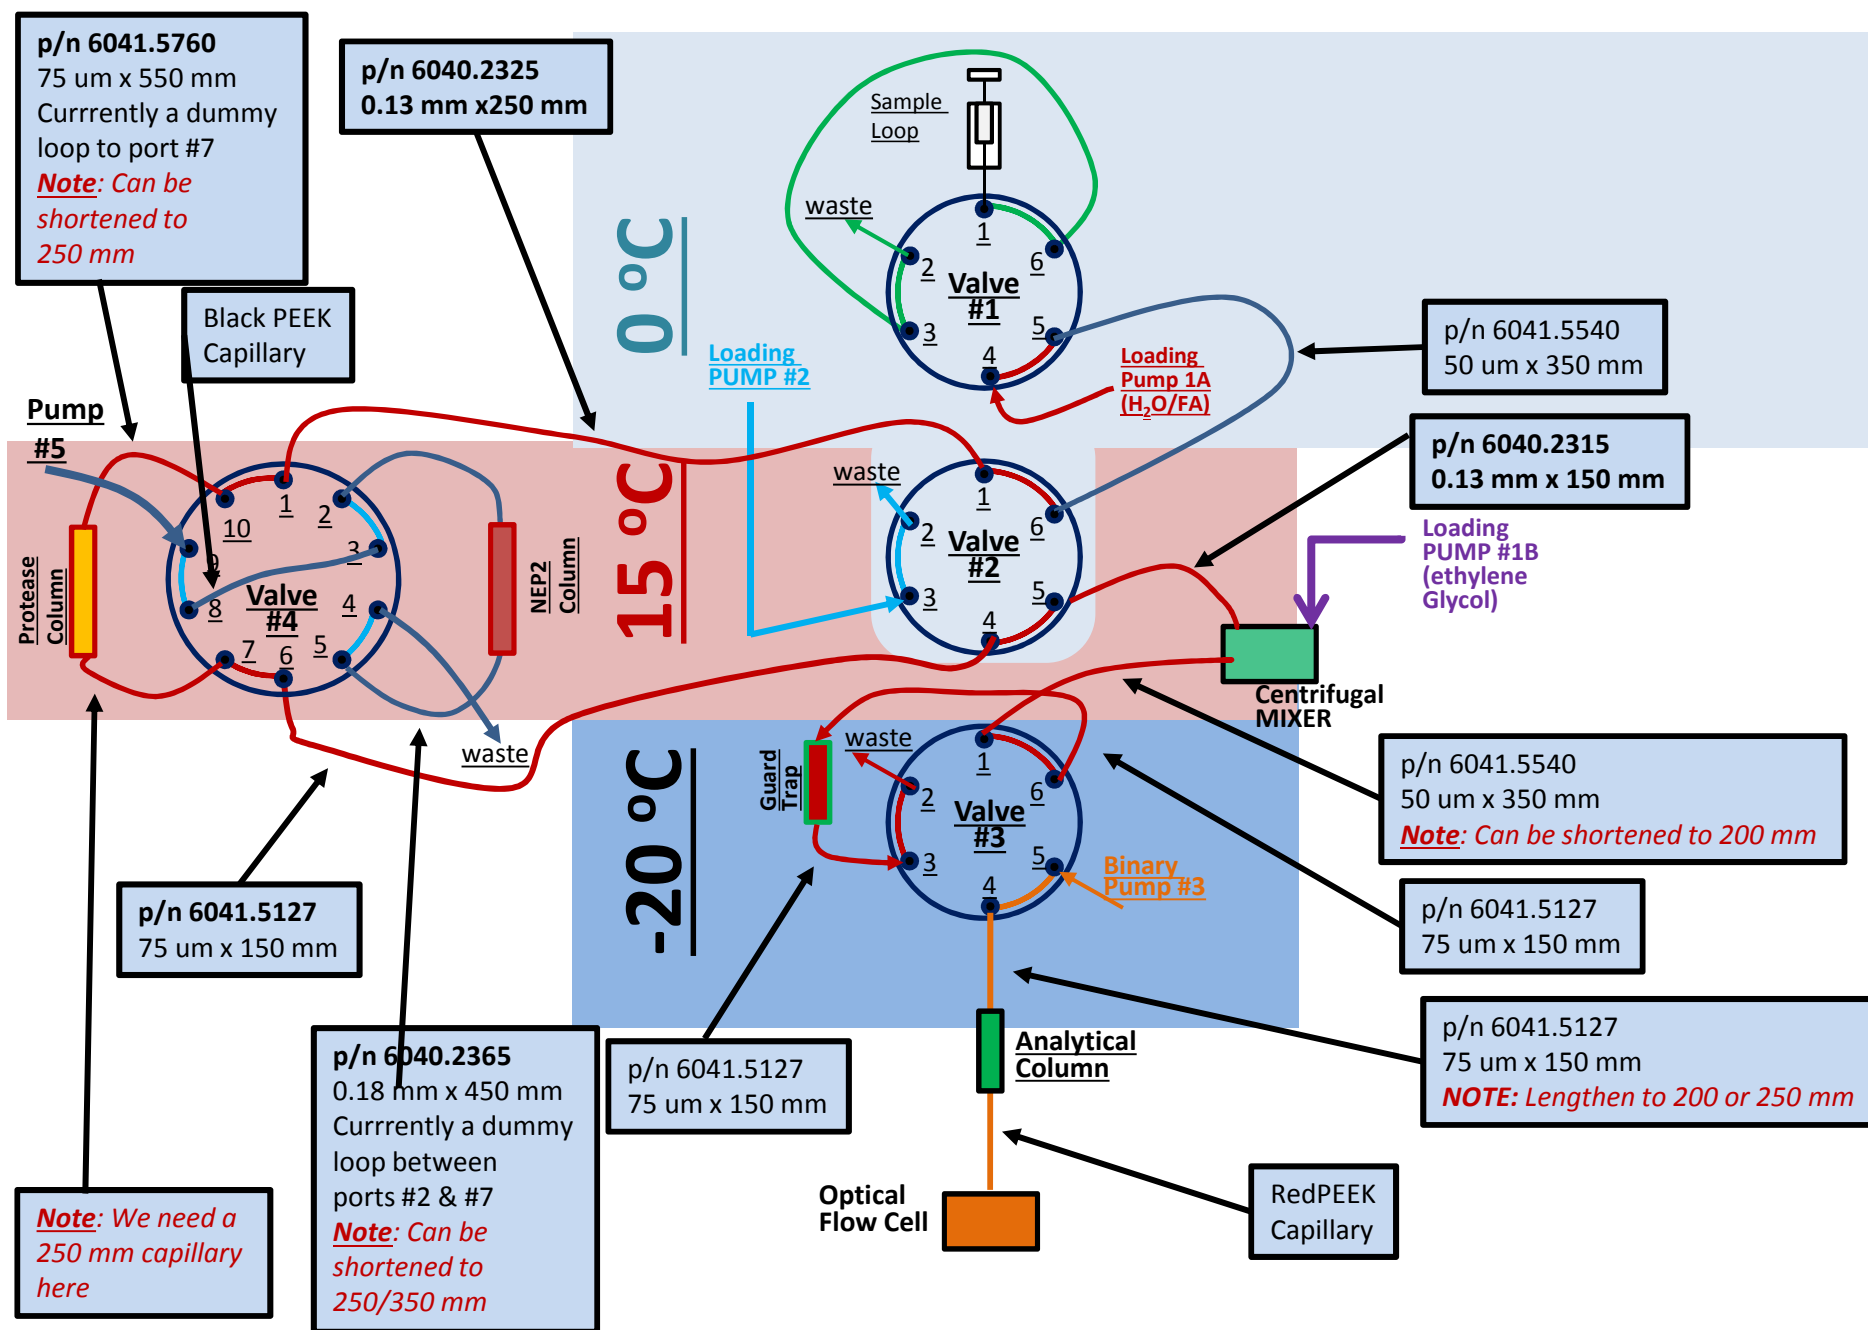 p/n 6041.5760
75 um x 550 mm
Currrently a dummy
loop to port #7
Note: Can be
shortened to
250 mm
p/n 6040.2325
0.13 mm x250 mm
Black PEEK
Capillary
0 °C
Sample
Loop
waste
1
2
3
4
5
6
Valve
#1
Loading
PUMP #2
Loading
Pump 1A
(H₂O/FA)
p/n 6041.5540
50 um x 350 mm
p/n 6040.2315
0.13 mm x 150 mm
Loading
PUMP #1B
(ethylene
Glycol)
Pump
#5
Protease
Column
1
2
3
4
5
6
7
8
9
10
Valve
#4
NEP2
Column
waste
15 °C
waste
1
2
3
4
5
6
Valve
#2
Centrifugal
MIXER
-20 °C
Guard
Trap
waste
1
2
3
4
5
6
Valve
#3
Binary
Pump #3
p/n 6041.5540
50 um x 350 mm
Note: Can be shortened to 200 mm
p/n 6041.5127
75 um x 150 mm
p/n 6041.5127
75 um x 150 mm
p/n 6041.5127
75 um x 150 mm
NOTE: Lengthen to 200 or 250 mm
p/n 6040.2365
0.18 mm x 450 mm
Currrently a dummy
loop between
ports #2 & #7
Note: Can be
shortened to
250/350 mm
p/n 6041.5127
75 um x 150 mm
Analytical
Column
Note: We need a
250 mm capillary
here
Optical
Flow Cell
RedPEEK
Capillary